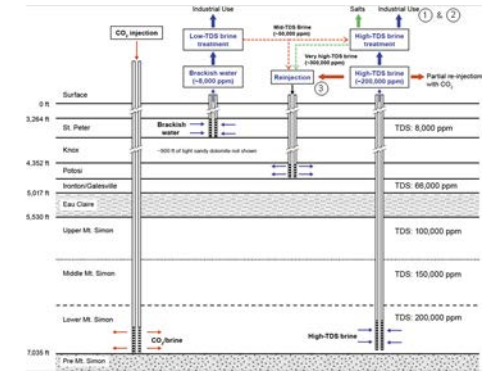 Industrial Use
Salts
Industrial Use
1 & 2
CO2 injection
Low-TDS brine
treatment
Mid-TDS Brine
(~50,000 ppm)
High-TDS brine
treatment
Very high-TDS brine
(~300,000 ppm)
Brackish water
(~8,000 ppm)
Reinjection
3
High-TDS brine
(~200,000 ppm)
Partial re-injection
with CO2
Surface
0 ft
3,264 ft
St. Peter
Brackish
water
TDS: 8,000 ppm
Knox
~900 ft of tight sandy dolomite not shown
4,352 ft
Potosi
Ironton/Galesville
TDS: 66,000 ppm
5,017 ft
Eau Claire
5,530 ft
Upper Mt. Simon
TDS: 100,000 ppm
Middle Mt. Simon
TDS: 150,000 ppm
Lower Mt. Simon
TDS: 200,000 ppm
CO2/brine
High-TDS brine
7,035 ft
Pre-Mt. Simon